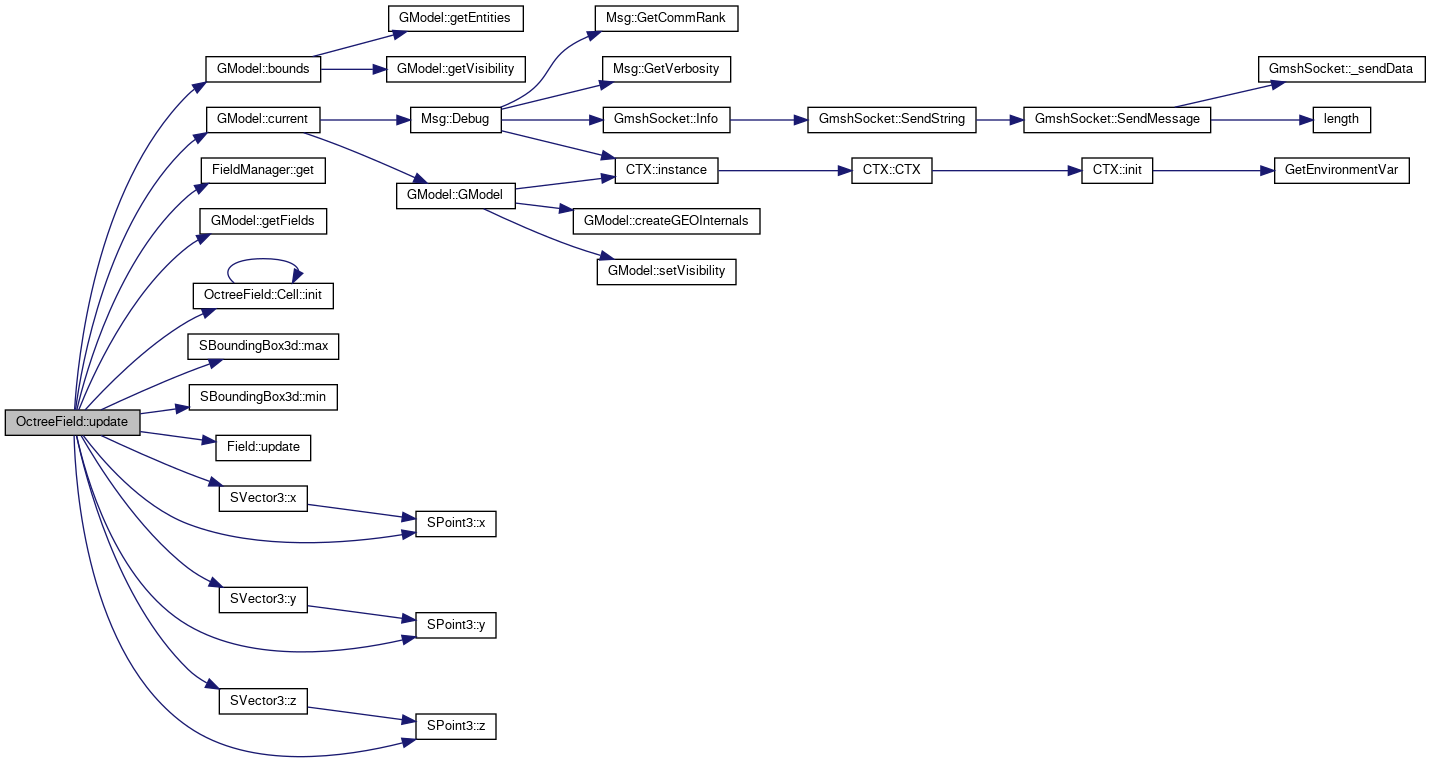 GModel::getEntities
Msg::GetCommRank
GModel::bounds
GModel::getVisibility
Msg::GetVerbosity
GmshSocket::_sendData
GModel::current
Msg::Debug
GmshSocket::Info
GmshSocket::SendString
GmshSocket::SendMessage
length
FieldManager::get
CTX::instance
CTX::CTX
CTX::init
GetEnvironmentVar
GModel::GModel
GModel::getFields
GModel::createGEOInternals
GModel::setVisibility
OctreeField::Cell::init
SBoundingBox3d::max
SBoundingBox3d::min
OctreeField::update
Field::update
SVector3::x
SPoint3::x
SVector3::y
SPoint3::y
SVector3::z
SPoint3::z